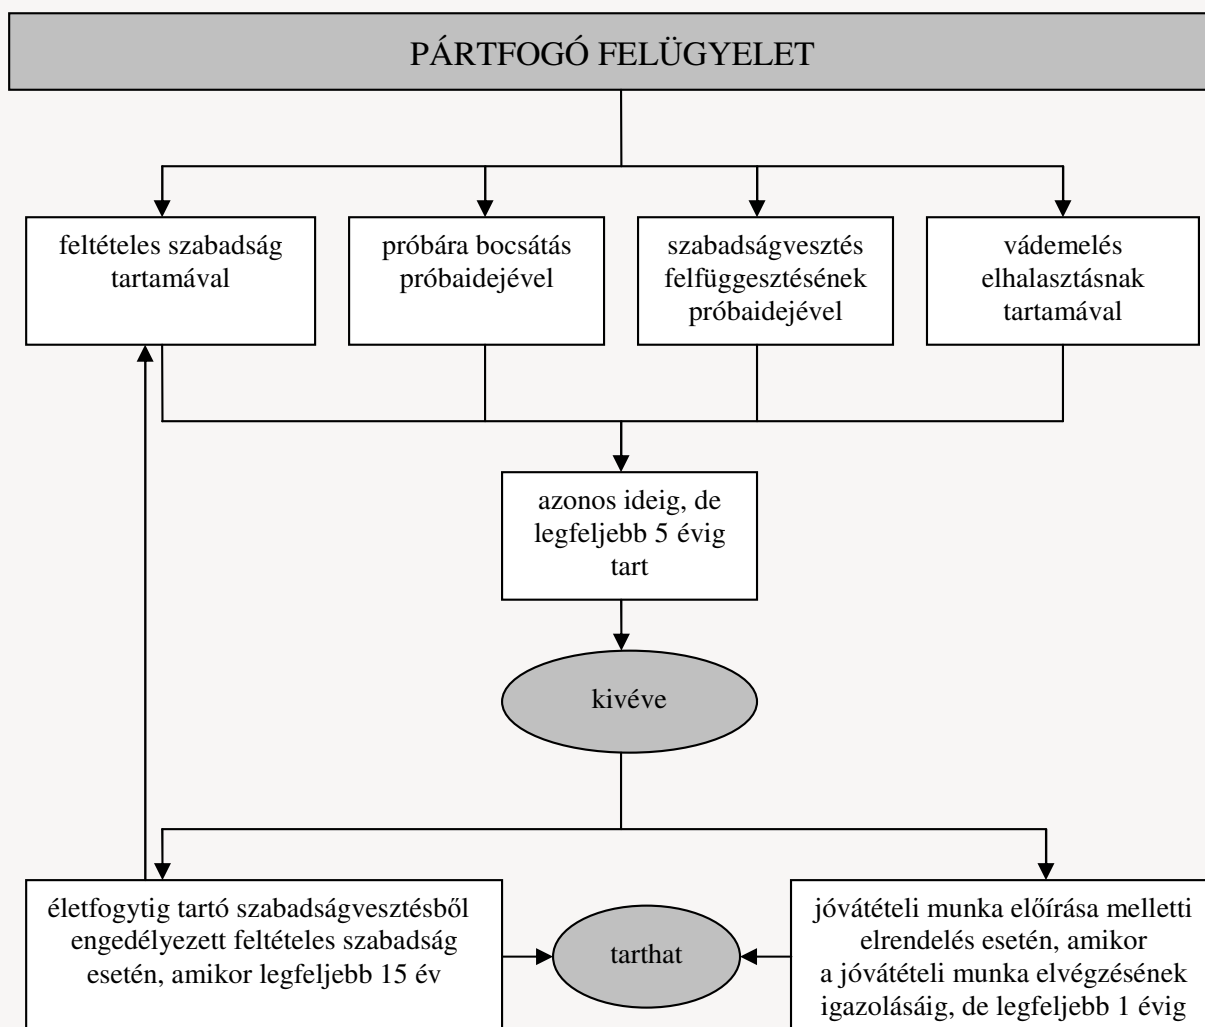 PÁRTFOGÓ FELÜGYELET
feltételes szabadság
tartamával
próbára bocsátás
próbaidejével
szabadságvesztés
felfüggesztésének
próbaidejével
vádemelés
elhalasztásnak
tartamával
azonos ideig, de
legfeljebb 5 évig
tart
kivéve
életfogytig tartó szabadságvesztésből
engedélyezett feltételes szabadság
esetén, amikor legfeljebb 15 év
tarthat
jóvátételi munka előírása melletti
elrendelés esetén, amikor
a jóvátételi munka elvégzésének
igazolásáig, de legfeljebb 1 évig